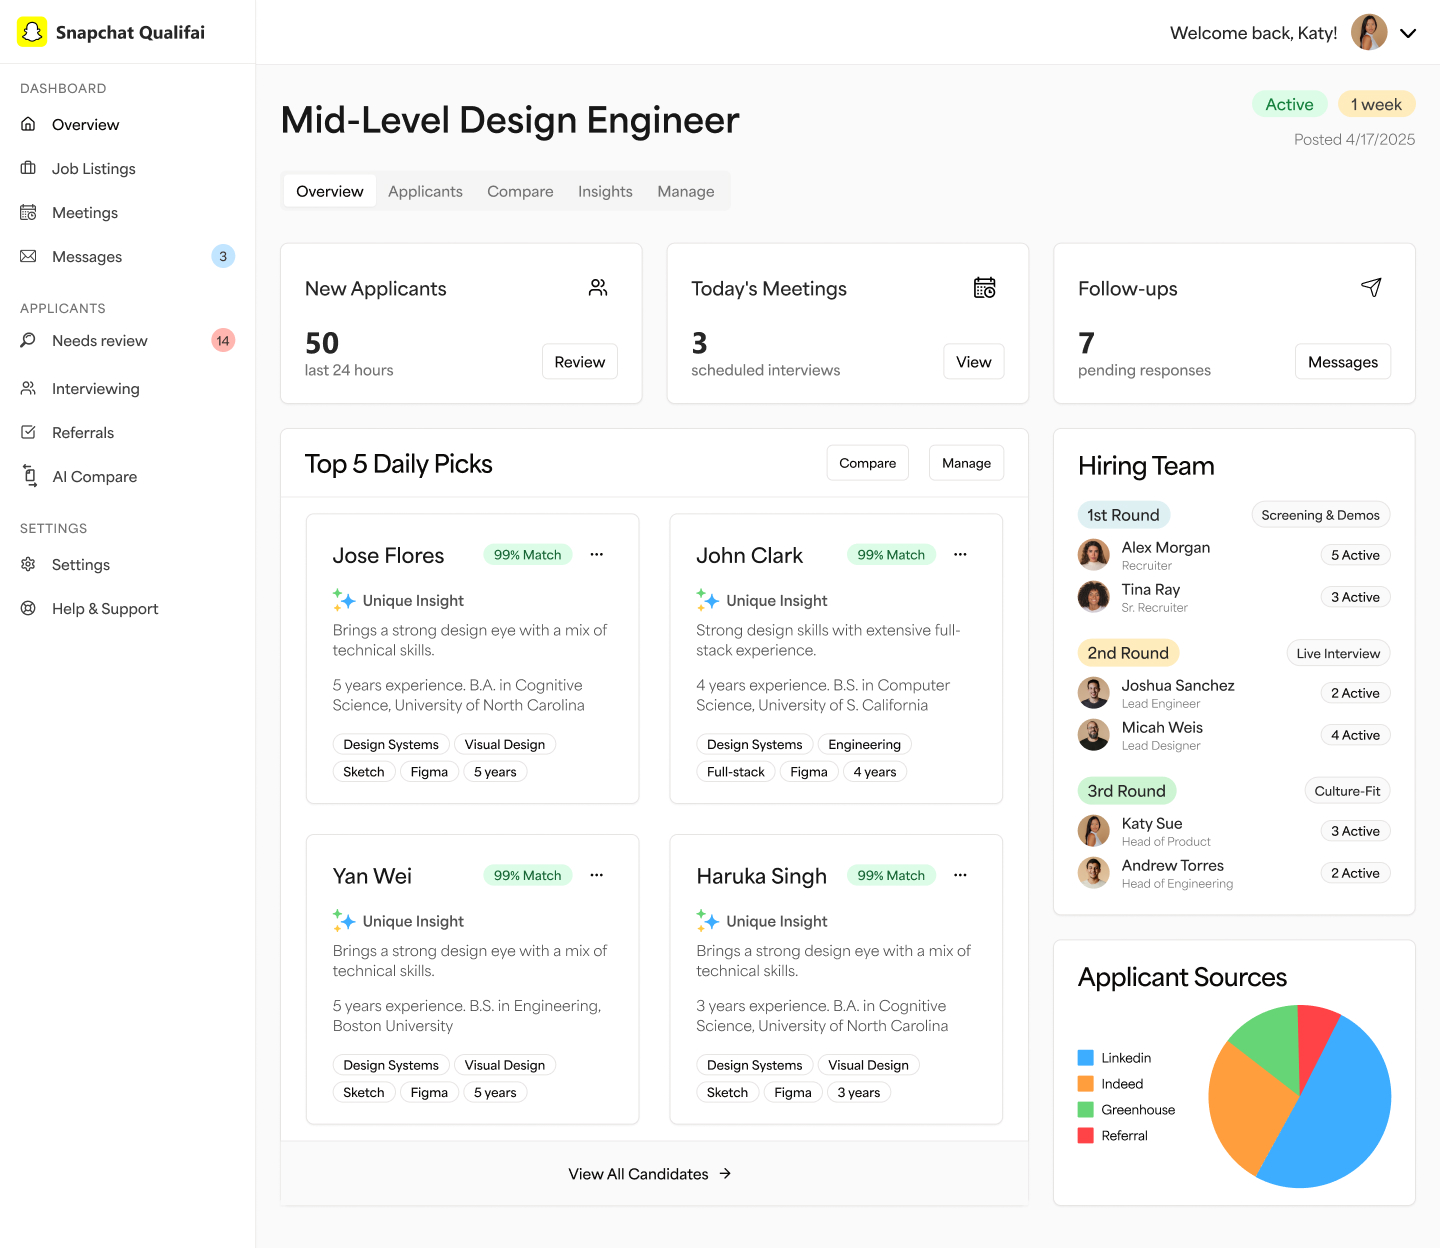 Snapchat Qualifai
Welcome back, Katy!
DASHBOARD
Overview
Job Listings
Meetings
Messages
3
APPLICANTS
Needs review
14
Interviewing
Referrals
AI Compare
SETTINGS
Settings
Help & Support
Mid-Level Design Engineer
Active
1 week
Posted 4/17/2025
Overview
Applicants
Compare
Insights
Manage
New Applicants
50
last 24 hours
Review
Today's Meetings
3
scheduled interviews
View
Follow-ups
7
pending responses
Messages
Top 5 Daily Picks
Compare
Manage
Jose Flores
99% Match
Unique Insight
Brings a strong design eye with a mix of
technical skills.
5 years experience. B.A. in Cognitive
Science, University of North Carolina
Design Systems
Visual Design
Sketch
Figma
5 years
John Clark
99% Match
Unique Insight
Strong design skills with extensive full-
stack experience.
4 years experience. B.S. in Computer
Science, University of S. California
Design Systems
Engineering
Full-stack
Figma
4 years
Yan Wei
99% Match
Unique Insight
Brings a strong design eye with a mix of
technical skills.
5 years experience. B.S. in Engineering,
Boston University
Design Systems
Visual Design
Sketch
Figma
5 years
Haruka Singh
99% Match
Unique Insight
Brings a strong design eye with a mix of
technical skills.
3 years experience. B.A. in Cognitive
Science, University of North Carolina
Design Systems
Visual Design
Sketch
Figma
3 years
View All Candidates
Hiring Team
1st Round
Screening & Demos
Alex Morgan
Recruiter
5 Active
Tina Ray
Sr. Recruiter
3 Active
2nd Round
Live Interview
Joshua Sanchez
Lead Engineer
2 Active
Micah Weis
Lead Designer
4 Active
3rd Round
Culture-Fit
Katy Sue
Head of Product
3 Active
Andrew Torres
Head of Engineering
2 Active
Applicant Sources
Linkedin
Indeed
Greenhouse
Referral